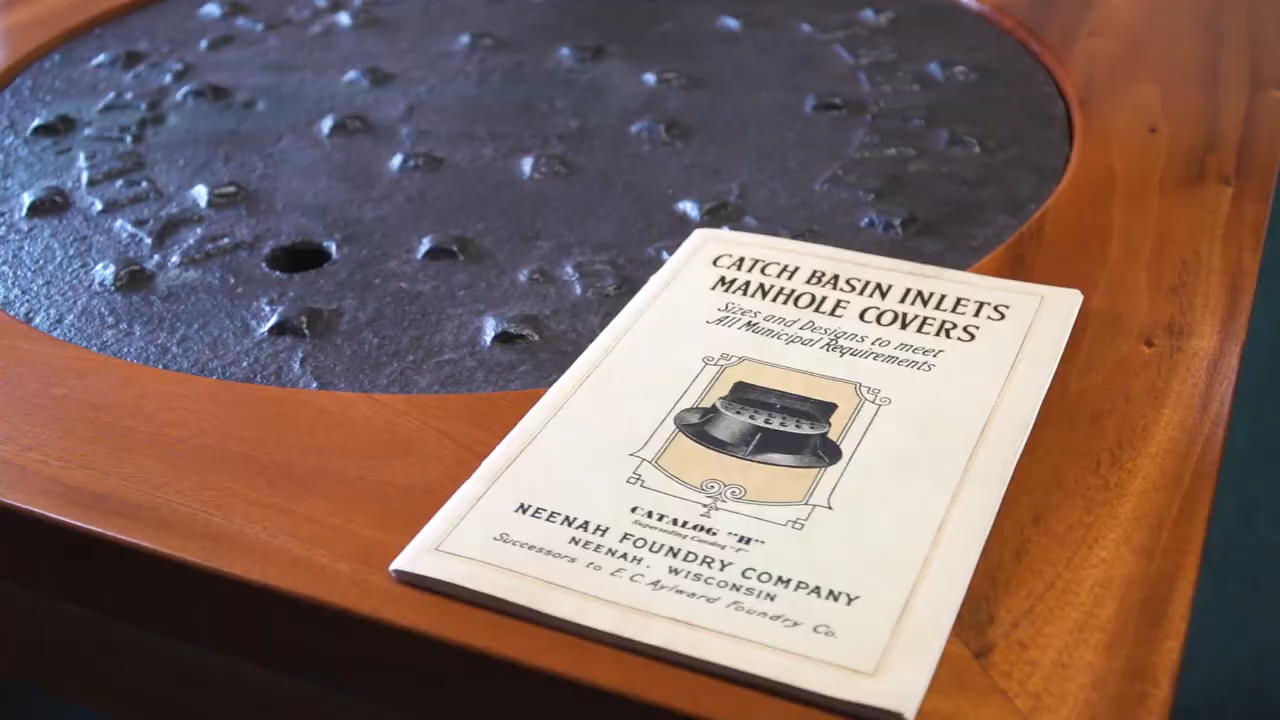 CATCH BASIN INLETS
MANHOLE COVERS
Sizes and Designs to meet
All Municipal Requirements
CATALOG "H"
Superseding Catalog "F"
NEENAH FOUNDRY COMPANY
NEENAH, WISCONSIN
Successors to E.C. Aylward Foundry Co.